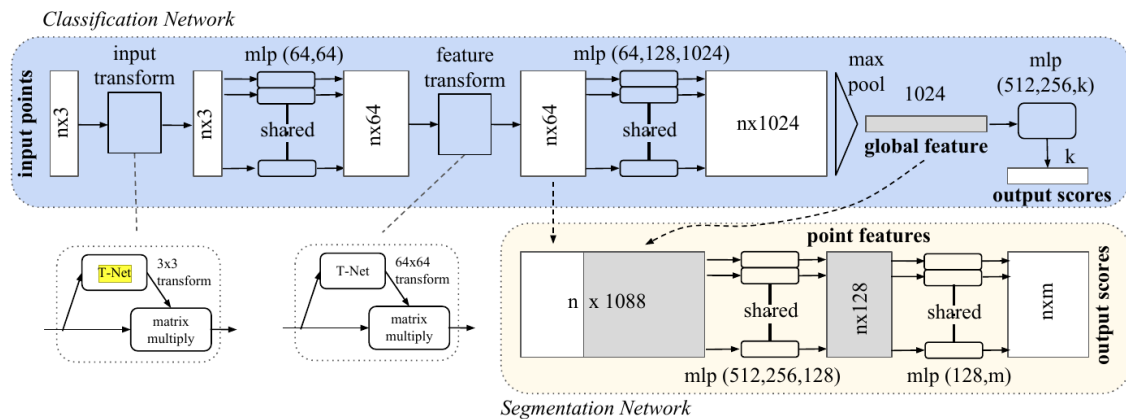 Classification Network
input points
nx3
input
transform
nx3
mlp (64,64)
shared
nx64
feature
transform
nx64
mlp (64,128,1024)
shared
nx1024
max
pool
1024
global feature
mlp
(512,256,k)
k
output scores
T-Net
3x3
transform
matrix
multiply
T-Net
64x64
transform
matrix
multiply
point features
n x 1088
shared
mlp (512,256,128)
nx128
shared
mlp (128,m)
nxm
output scores
Segmentation Network